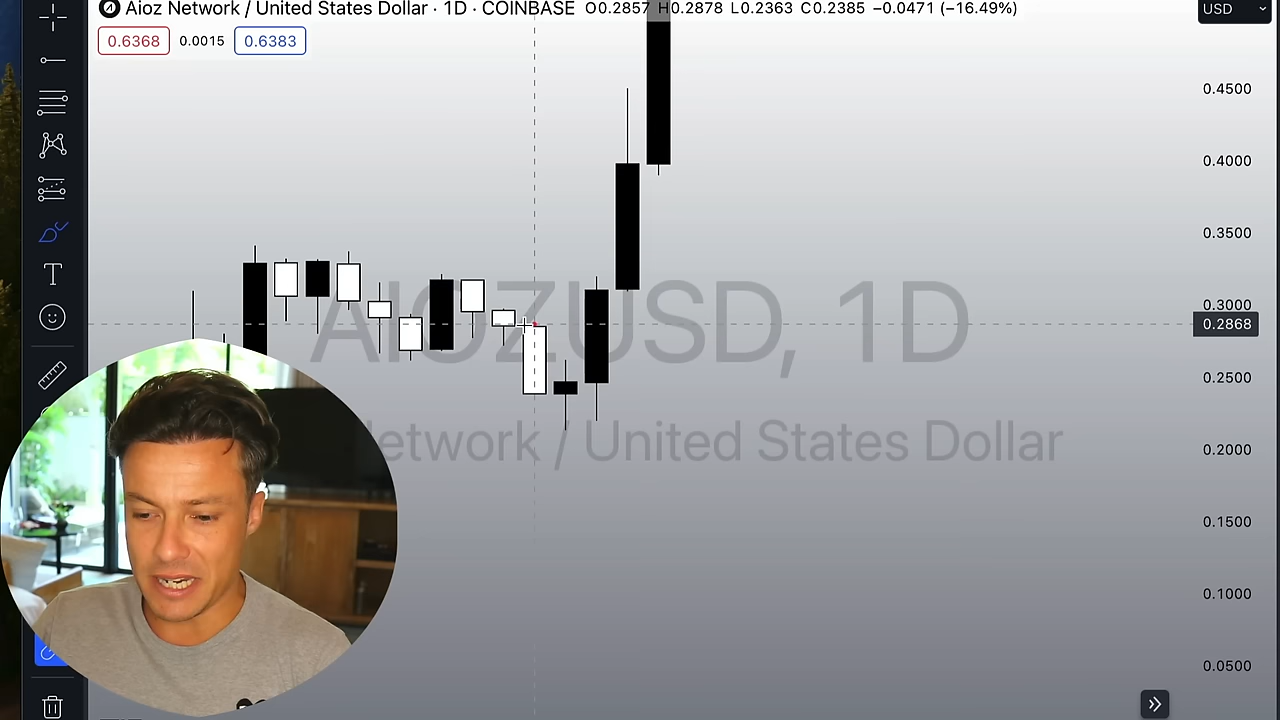 Aioz Network / United States Dollar · 1D · COINBASE O0.2857 H0.2878 L0.2363 C0.2385 −0.0471 (−16.49%)
USD
0.6368 0.0015 0.6383
0.4500
0.4000
0.3500
0.3000
0.2868
0.2500
0.2000
0.1500
0.1000
0.0500
AIOZUSD, 1D
etwork / United States Dollar
T